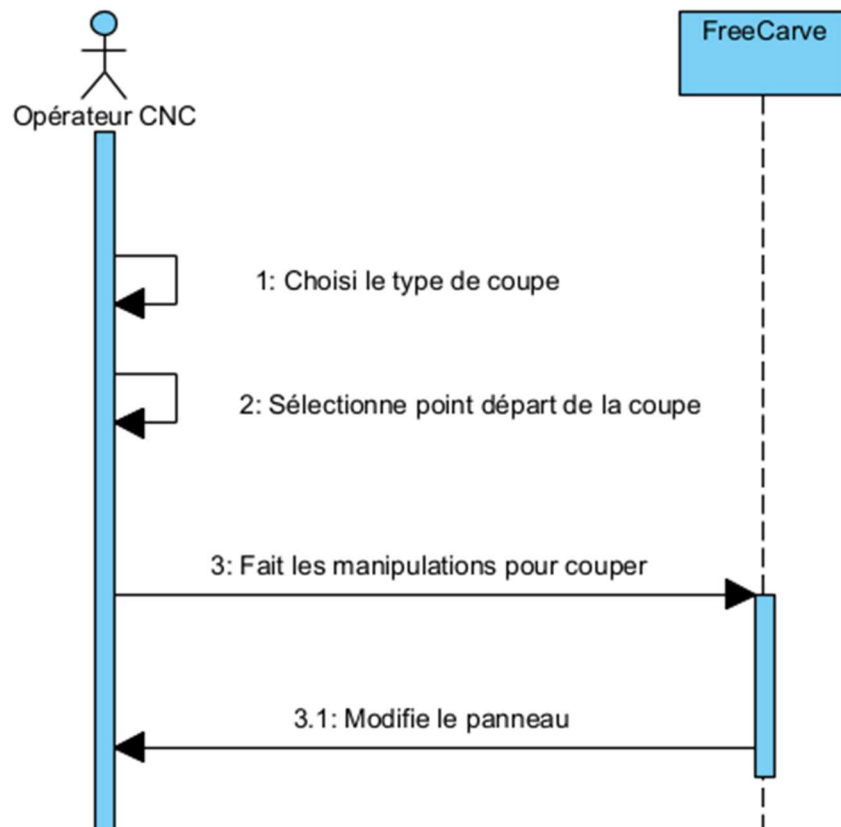 FreeCarve
Opérateur CNC
1: Choisi le type de coupe
2: Sélectionne point départ de la coupe
3: Fait les manipulations pour couper
3.1: Modifie le panneau